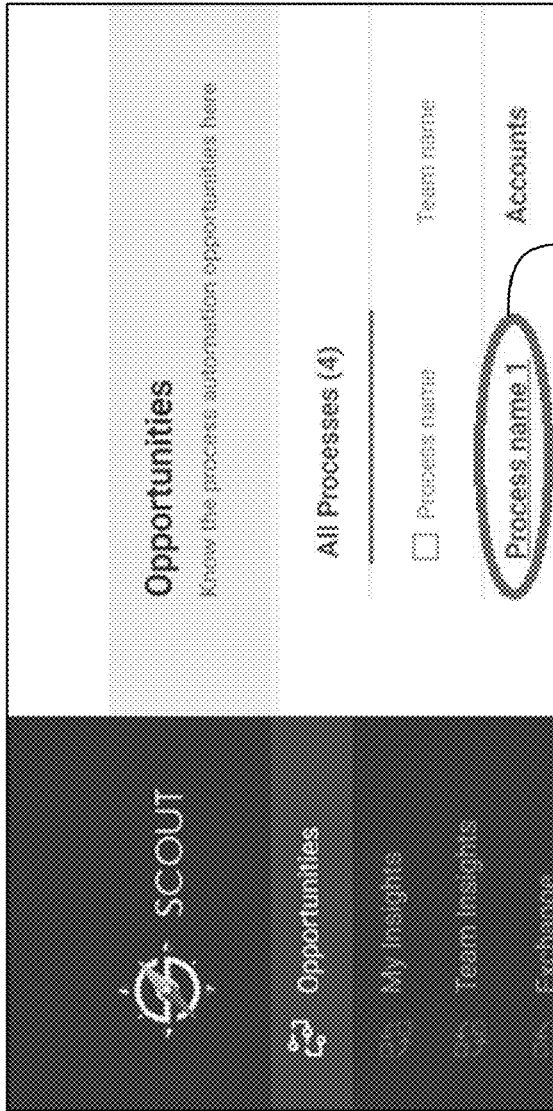 SCOUT
Opportunities
My Insights
Team Insights
Opportunities
Know the process automation opportunities here
All Processes (4)
Process name
Team name
Process name 1
Accounts